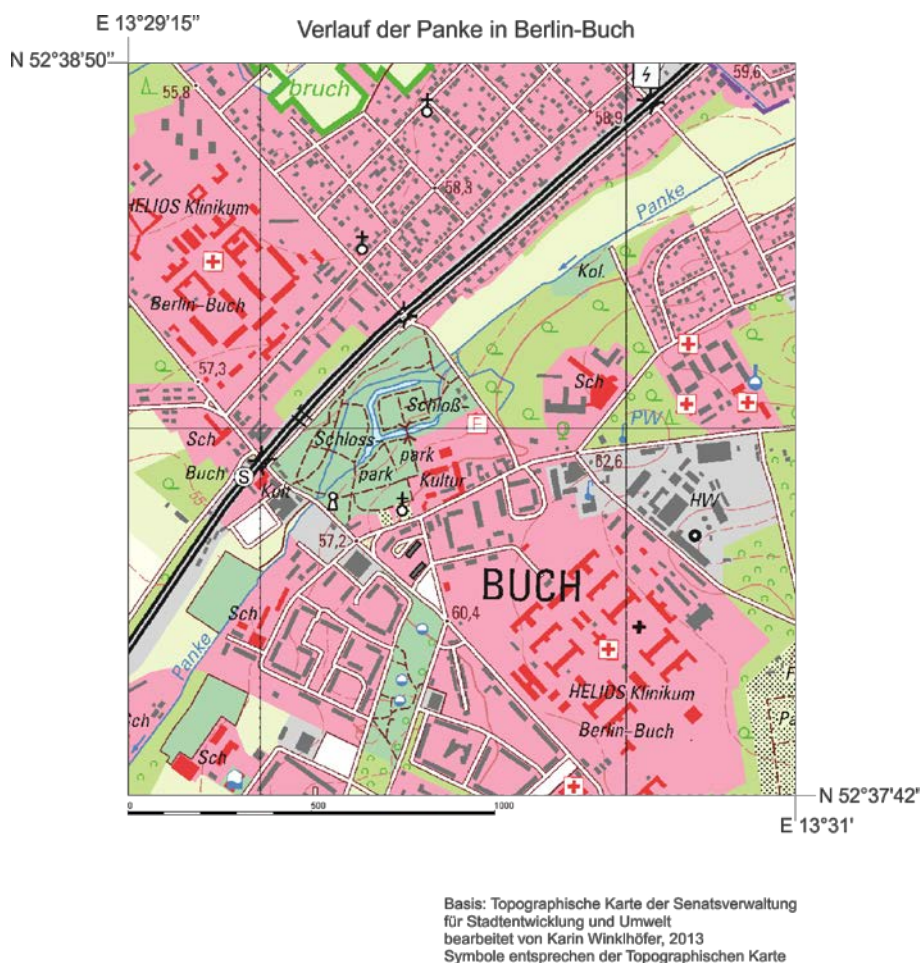 Verlauf der Panke in Berlin-Buch
E 13°29'15"
N 52°38'50"
bruch
55,8
59,6
58,9
58,3
Panke
HELIOS Klinikum
Berlin-Buch
Kol.
57,3
Sch
Schloß-
park
Schloss-
park
Sch
PW
Buch
S
Kult
Kultur
E
62,6
HW
57,2
BUCH
60,4
Sch
Panke
HELIOS Klinikum
Berlin-Buch
Sch
Sch
N 52°37'42"
0
500
1000
E 13°31'
Basis: Topographische Karte der Senatsverwaltung
für Stadtentwicklung und Umwelt
bearbeitet von Karin Winklhöfer, 2013
Symbole entsprechen der Topographischen Karte